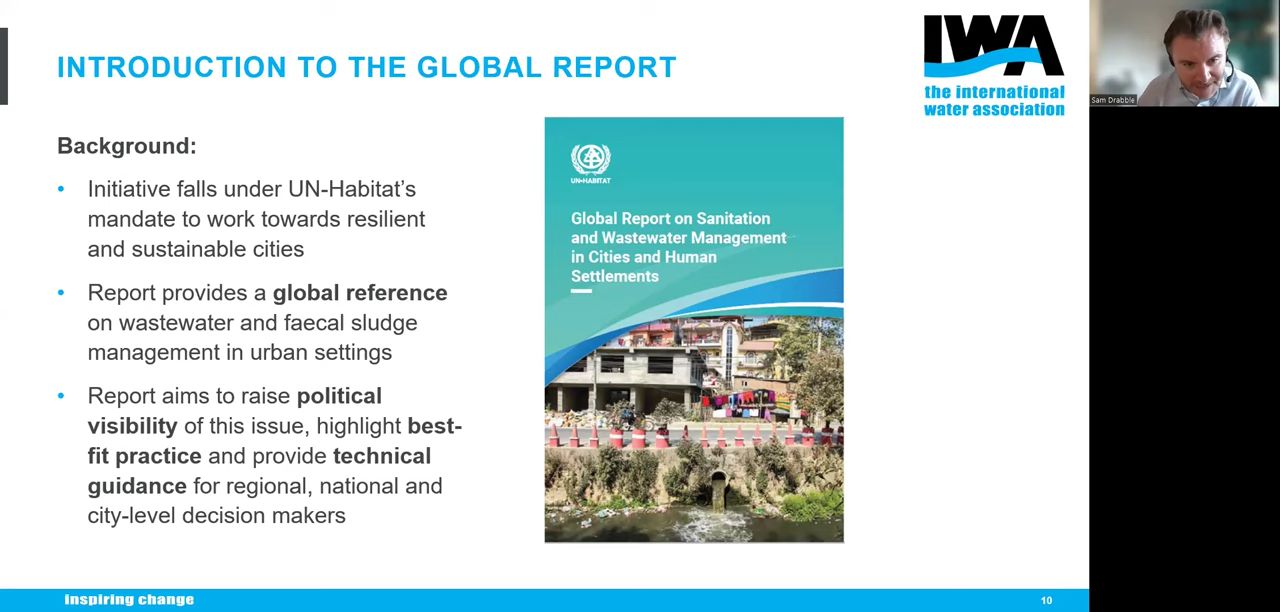 INTRODUCTION TO THE GLOBAL REPORT
IWA
the international
water association
Sam Drabble
Background:
• Initiative falls under UN-Habitat’s
mandate to work towards resilient
and sustainable cities
• Report provides a global reference
on wastewater and faecal sludge
management in urban settings
• Report aims to raise political
visibility of this issue, highlight best-
fit practice and provide technical
guidance for regional, national and
city-level decision makers
UN-HABITAT
Global Report on Sanitation
and Wastewater Management
in Cities and Human
Settlements
inspiring change
10